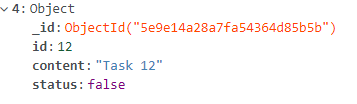 4: Object
_id: ObjectId("5e9e14a28a7fa54364d85b5b")
id: 12
content: "Task 12"
status: false